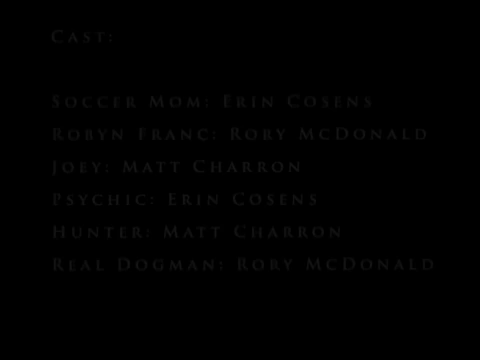 Cast:
Soccer Mom: Erin Cosens
Robyn Franc: Rory McDonald
Joey: Matt Charron
Psychic: Erin Cosens
Hunter: Matt Charron
Real Dogman: Rory McDonald